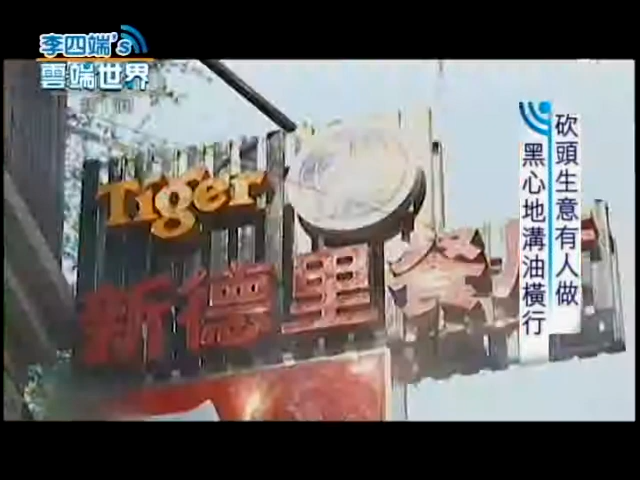 李四端's
雲端世界
砍頭生意有人做
黑心地溝油橫行
Tiger
新德里餐